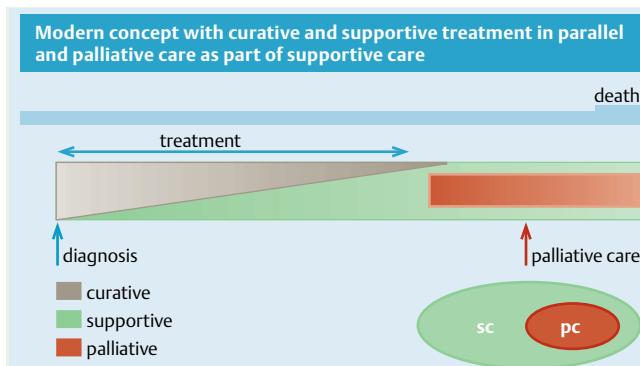 Modern concept with curative and supportive treatment in parallel
and palliative care as part of supportive care
death
treatment
diagnosis
palliative care
curative
supportive
palliative
sc
pc